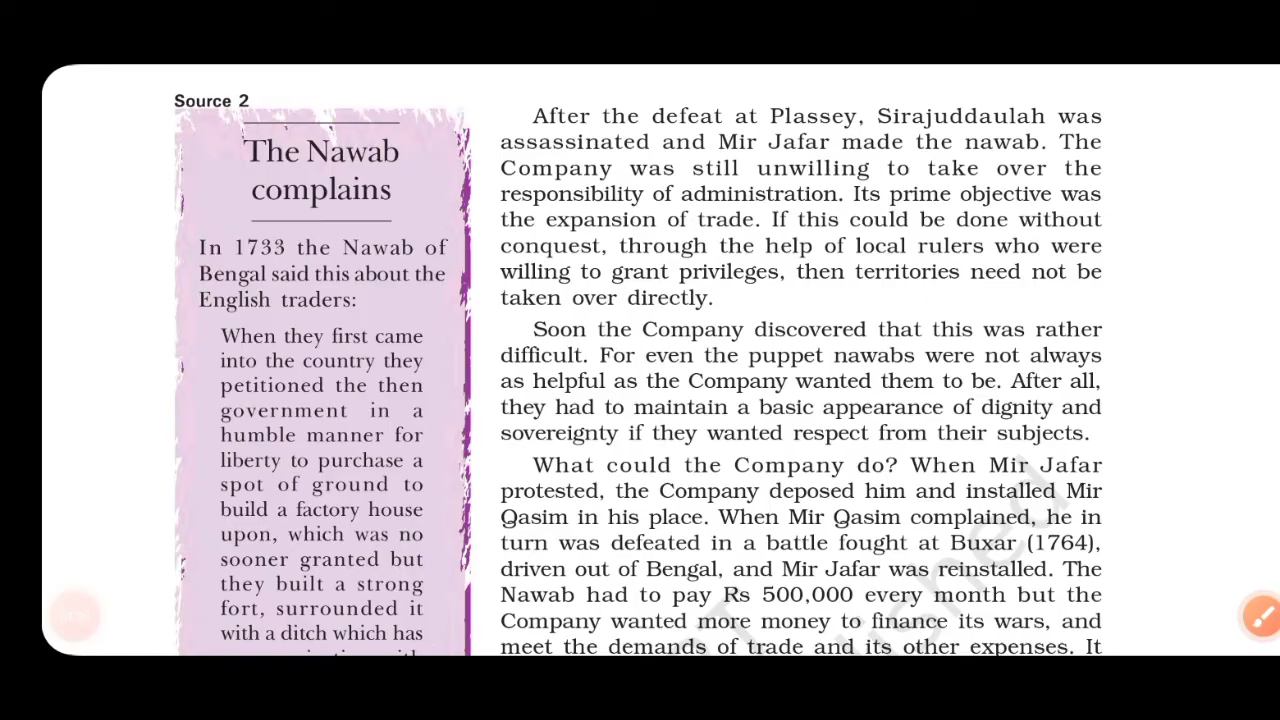 Source 2
The Nawab
complains
In 1733 the Nawab of
Bengal said this about the
English traders:
When they first came
into the country they
petitioned the then
government in a
humble manner for
liberty to purchase a
spot of ground to
build a factory house
upon, which was no
sooner granted but
they built a strong
fort, surrounded it
with a ditch which has
After the defeat at Plassey, Sirajuddaulah was
assassinated and Mir Jafar made the nawab. The
Company was still unwilling to take over the
responsibility of administration. Its prime objective was
the expansion of trade. If this could be done without
conquest, through the help of local rulers who were
willing to grant privileges, then territories need not be
taken over directly.
Soon the Company discovered that this was rather
difficult. For even the puppet nawabs were not always
as helpful as the Company wanted them to be. After all,
they had to maintain a basic appearance of dignity and
sovereignty if they wanted respect from their subjects.
What could the Company do? When Mir Jafar
protested, the Company deposed him and installed Mir
Qasim in his place. When Mir Qasim complained, he in
turn was defeated in a battle fought at Buxar (1764),
driven out of Bengal, and Mir Jafar was reinstalled. The
Nawab had to pay Rs 500,000 every month but the
Company wanted more money to finance its wars, and
meet the demands of trade and its other expenses. It